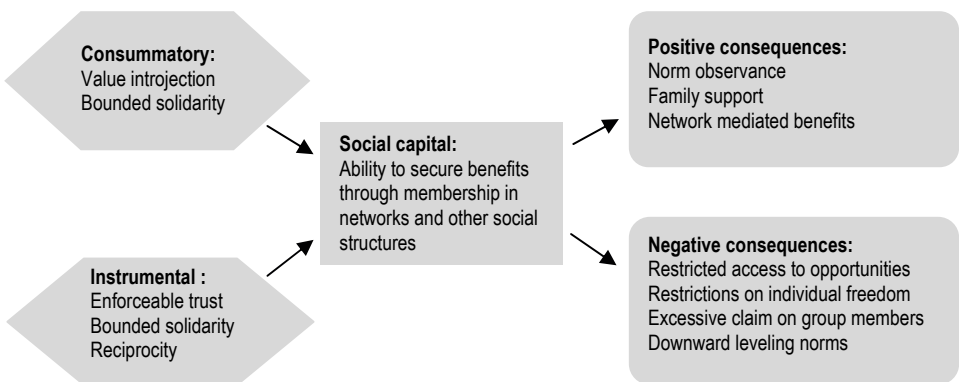 Consummatory:
Value introjection
Bounded solidarity
Instrumental :
Enforceable trust
Bounded solidarity
Reciprocity
Social capital:
Ability to secure benefits
through membership in
networks and other social
structures
Positive consequences:
Norm observance
Family support
Network mediated benefits
Negative consequences:
Restricted access to opportunities
Restrictions on individual freedom
Excessive claim on group members
Downward leveling norms